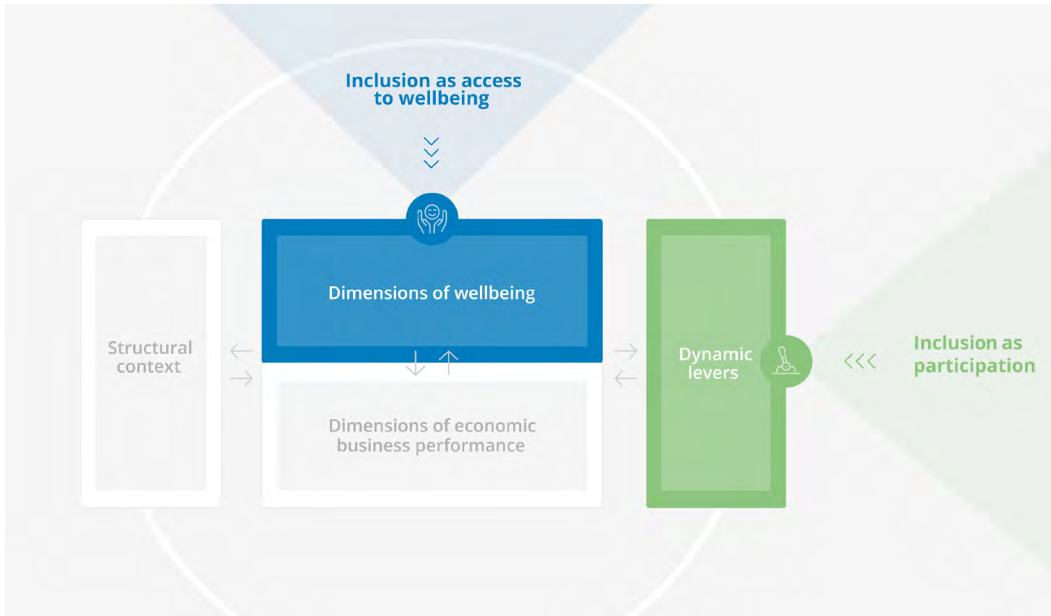 Inclusion as access
to wellbeing
Dimensions of wellbeing
Structural
context
Dynamic
levers
Inclusion as
participation
Dimensions of economic
business performance